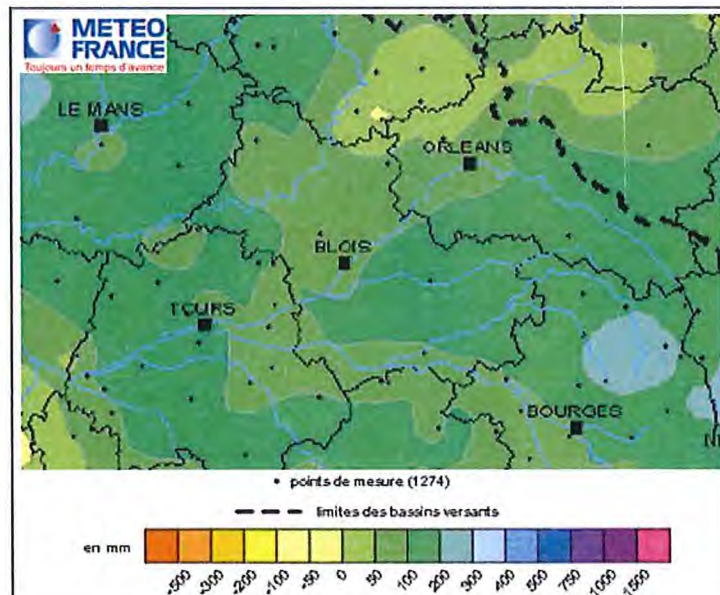 METEO
FRANCE
Toujours un temps d'avance
LE MANS
ORLEANS
BLOIS
TOURS
BOURGES
points de mesure (1274)
limites des bassins versants
en mm
-500 -300 -200 -100 -50 0 50 100 200 300 400 500 750 1000 1500